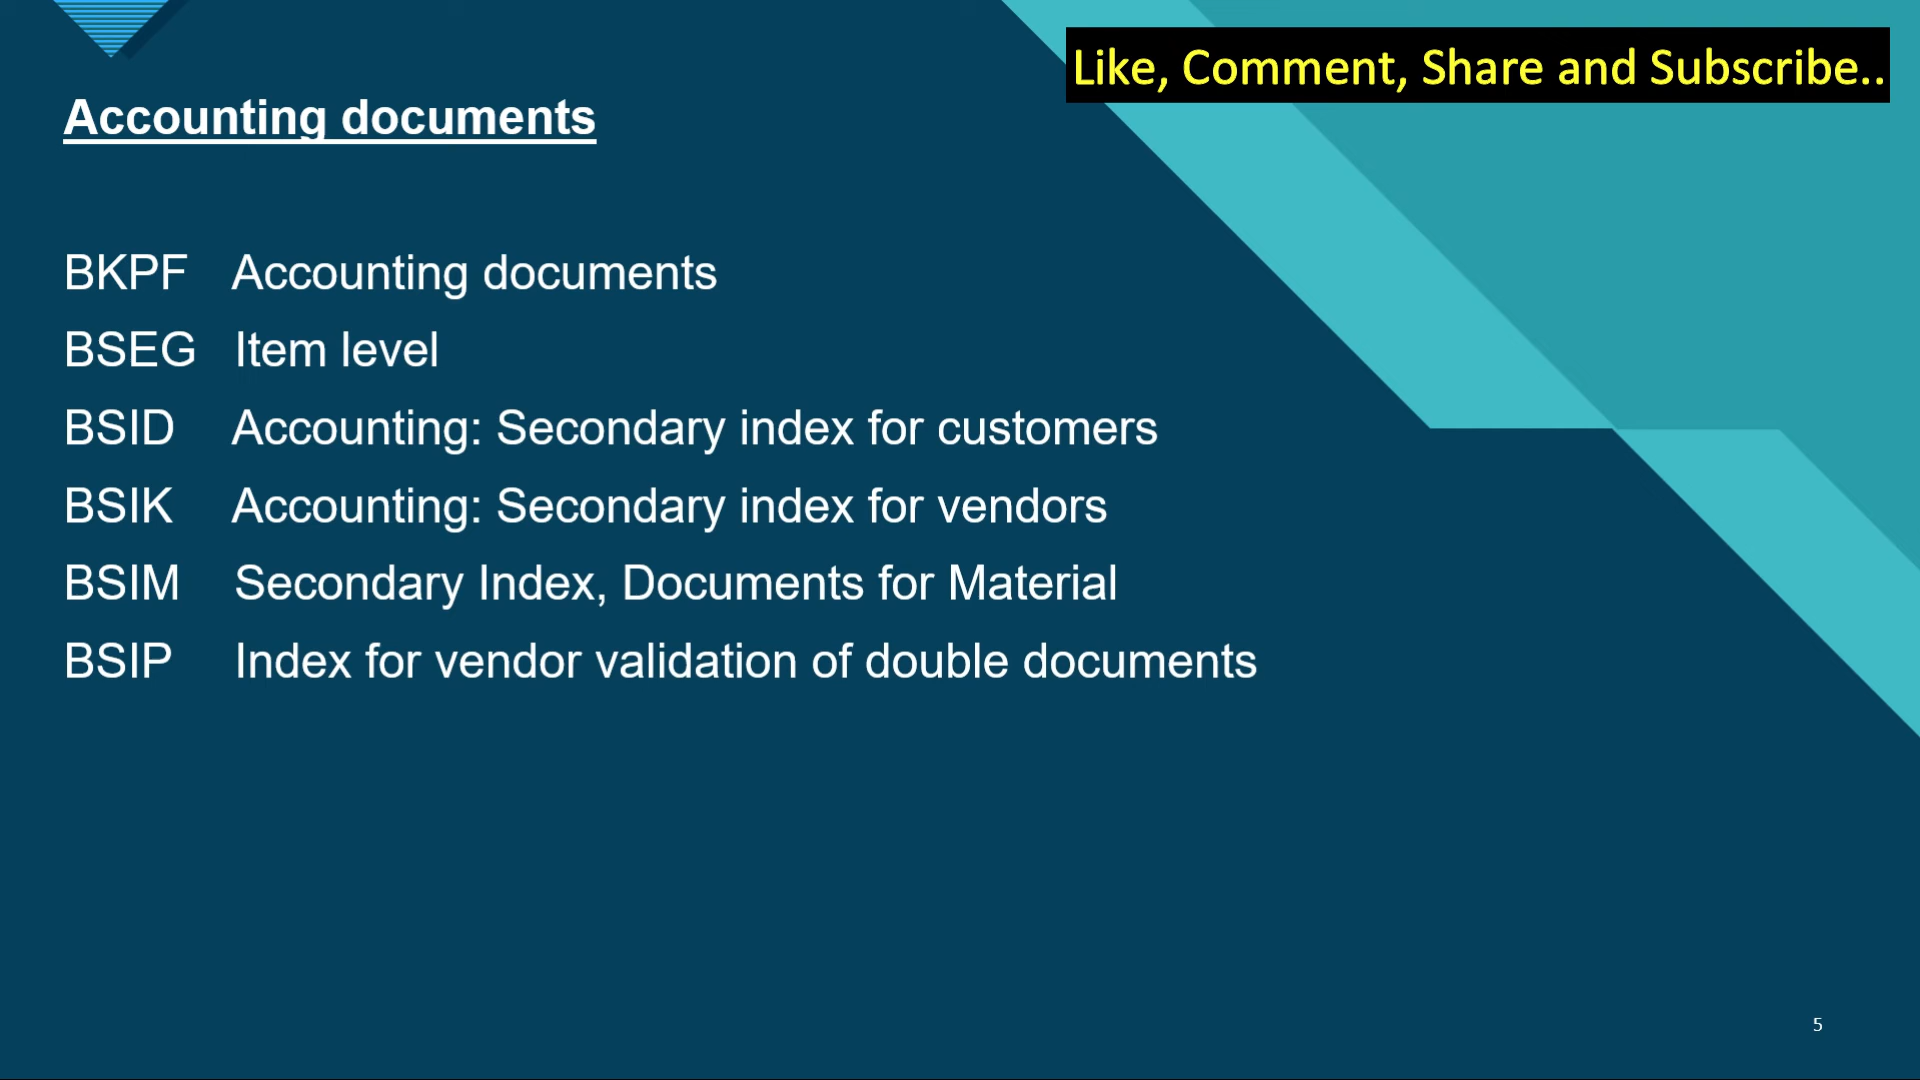 Like, Comment, Share and Subscribe..
Accounting documents
BKPF Accounting documents
BSEG Item level
BSID Accounting: Secondary index for customers
BSIK Accounting: Secondary index for vendors
BSIM Secondary Index, Documents for Material
BSIP Index for vendor validation of double documents
5